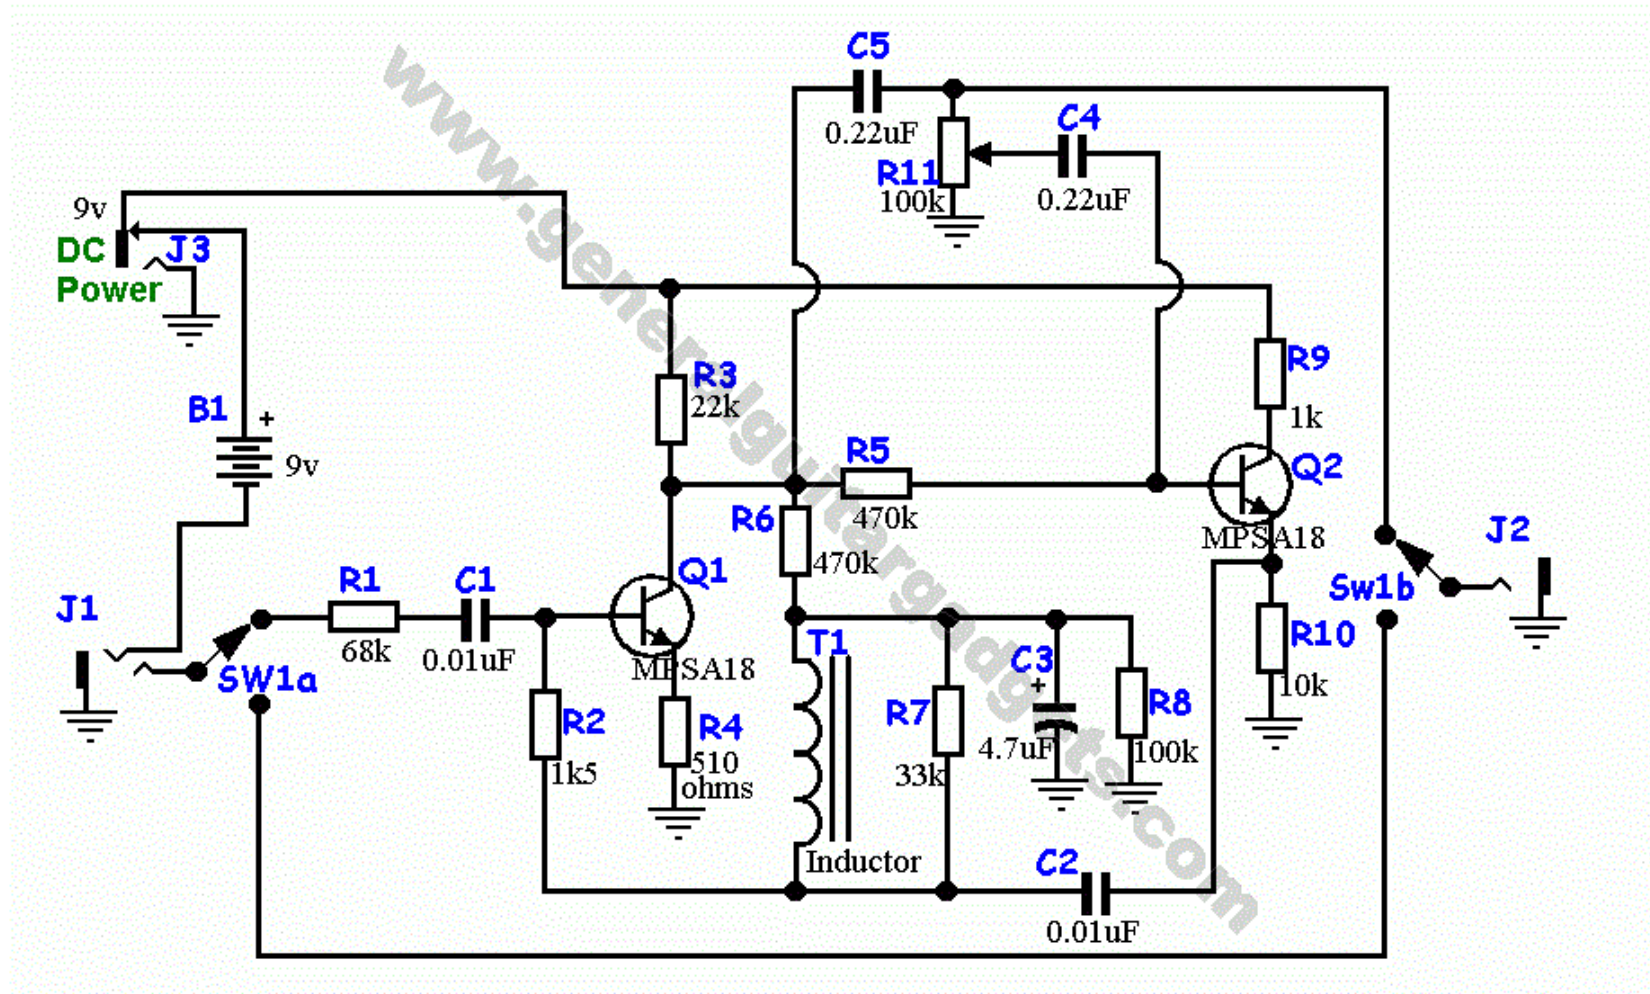 C5
0.22uF
C4
R11
100k
0.22uF
www.generalguitargadgets.com
9v
DC
Power
J3
R3
22k
R9
1k
B1
+
9v
R5
470k
Q2
MPSA18
R6
470k
J2
Sw1b
R1
68k
C1
0.01uF
Q1
MPSA18
J1
SW1a
T1
C3
+
4.7uF
R10
10k
R2
1k5
R4
510
ohms
R7
33k
R8
100k
Inductor
C2
0.01uF